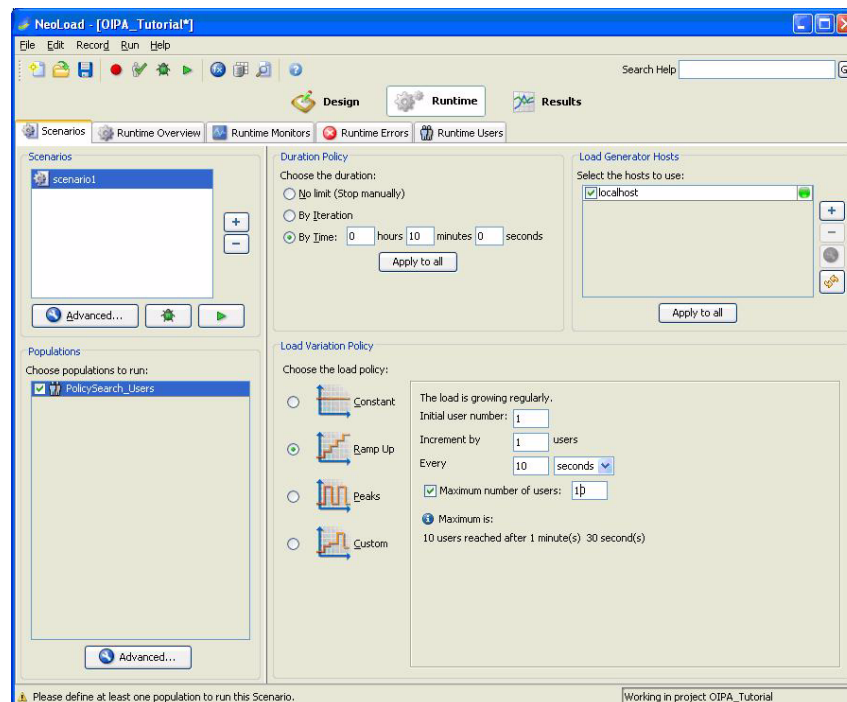 NeoLoad - [OIPA_Tutorial*]
File Edit Record Run Help
Search Help
Design Runtime Results
Scenarios Runtime Overview Runtime Monitors Runtime Errors Runtime Users
Scenarios
scenario1
Advanced...
Duration Policy
Choose the duration:
No limit (Stop manually)
By Iteration
By Time: 0 hours 10 minutes 0 seconds
Apply to all
Load Generator Hosts
Select the hosts to use:
localhost
Apply to all
Populations
Choose populations to run:
PolicySearch_Users
Advanced...
Load Variation Policy
Choose the load policy:
Constant
Ramp Up
Peaks
Custom
The load is growing regularly.
Initial user number: 1
Increment by 1 users
Every 10 seconds
Maximum number of users: 10
Maximum is:
10 users reached after 1 minute(s) 30 second(s)
Please define at least one population to run this Scenario.
Working in project OIPA_Tutorial